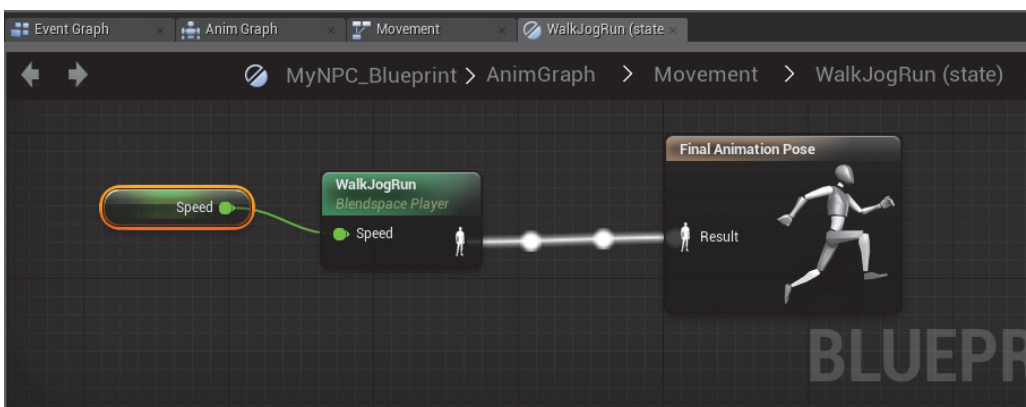 Event Graph
Anim Graph
Movement
WalkJogRun (state
MyNPC_Blueprint > AnimGraph > Movement > WalkJogRun (state)
Final Animation Pose
WalkJogRun
Blendspace Player
Speed
Speed
Result
BLUEPR